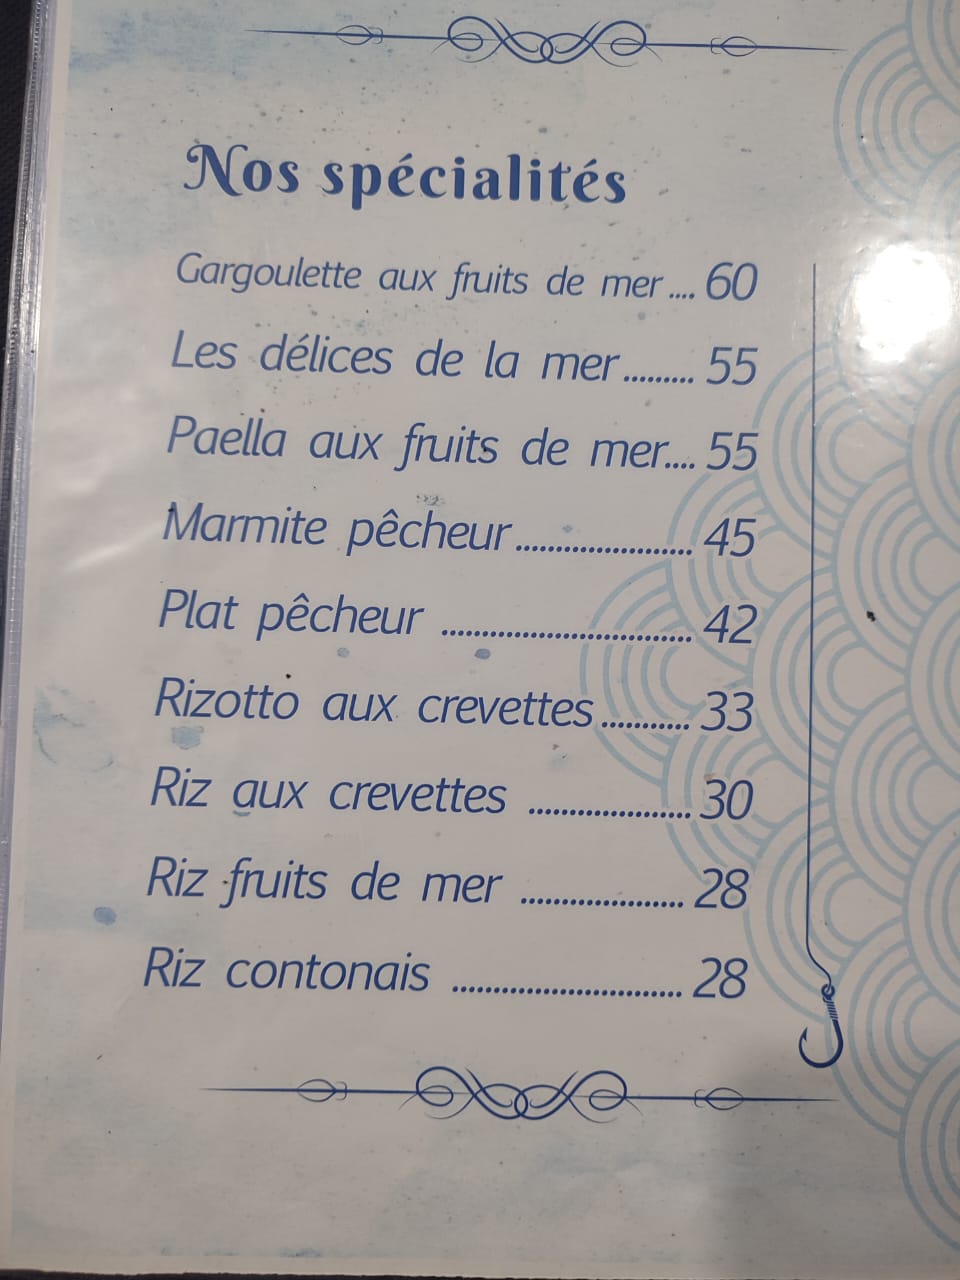 Nos spécialités
Gargoulette aux fruits de mer .... 60
Les délices de la mer ......... 55
Paella aux fruits de mer.... 55
Marmite pêcheur ...................... 45
Plat pêcheur ............................... 42
Rizotto aux crevettes ........... 33
Riz aux crevettes .................... 30
Riz fruits de mer .................... 28
Riz contonais ............................ 28